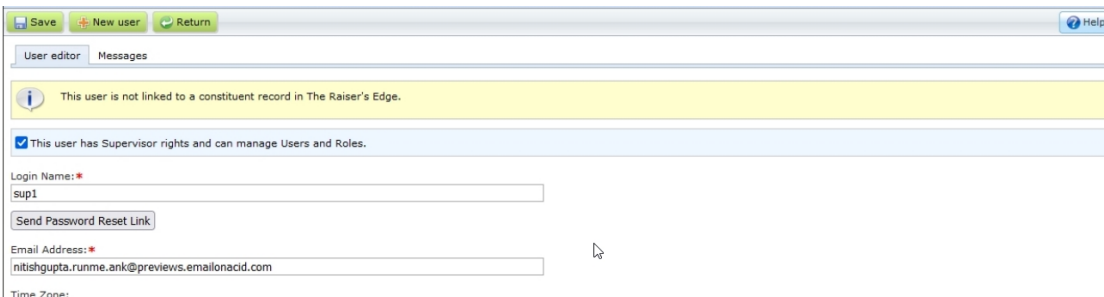 Save New user Return Help
User editor Messages
This user is not linked to a constituent record in The Raiser's Edge.
This user has Supervisor rights and can manage Users and Roles.
Login Name:*
sup1
Send Password Reset Link
Email Address:*
nitishgupta.runme.ank@previews.emailonacid.com
Time Zone: